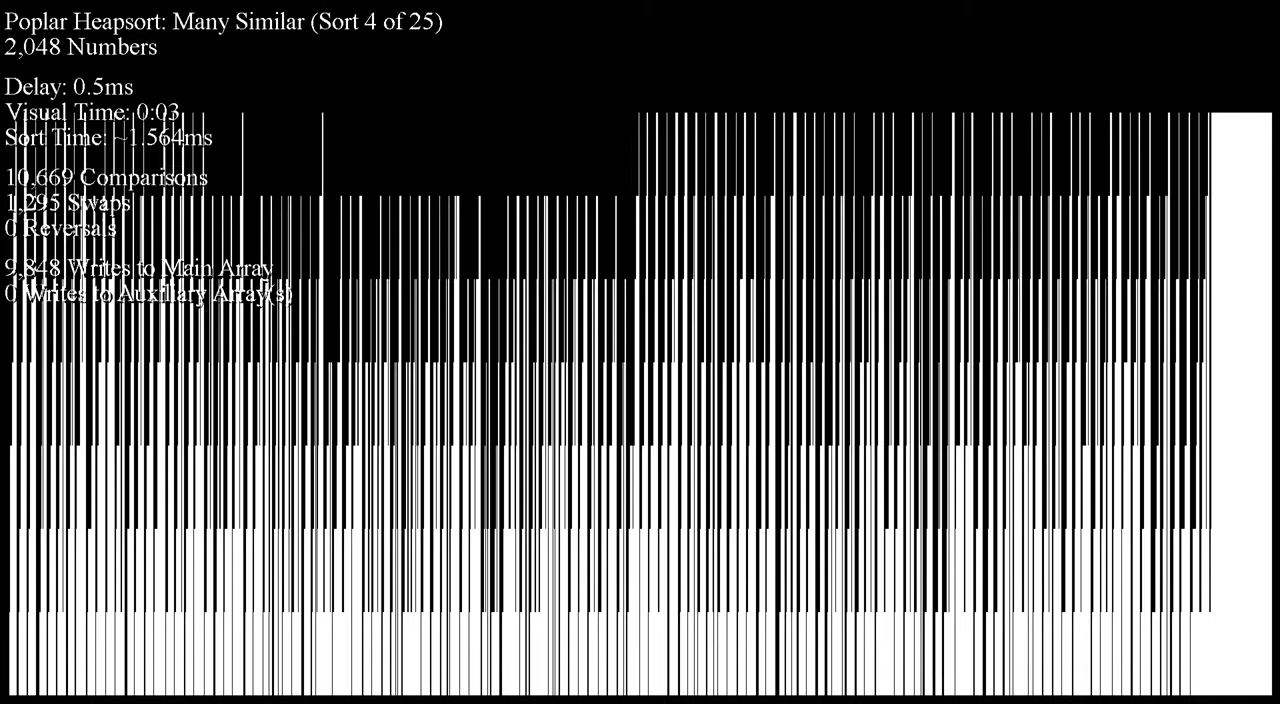 Poplar Heapsort: Many Similar (Sort 4 of 25)
2,048 Numbers
Delay: 0.5ms
Visual Time: 0:03
Sort Time: ~1.564ms
10,669 Comparisons
1,295 Swaps
0 Reversals
9,848 Writes to Main Array
0 Writes to Auxiliary Array(s)